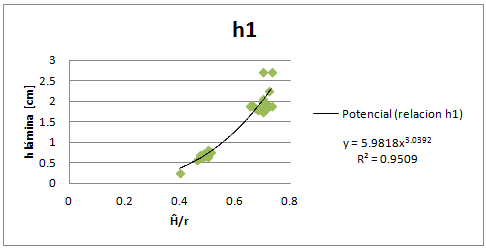 h1
h lámina [cm]
3
2.5
2
1.5
1
0.5
0
0 0.2 0.4 0.6 0.8
Ĥ/r
Potencial (relacion h1)
y = 5.9818x^3.0392
R² = 0.9509